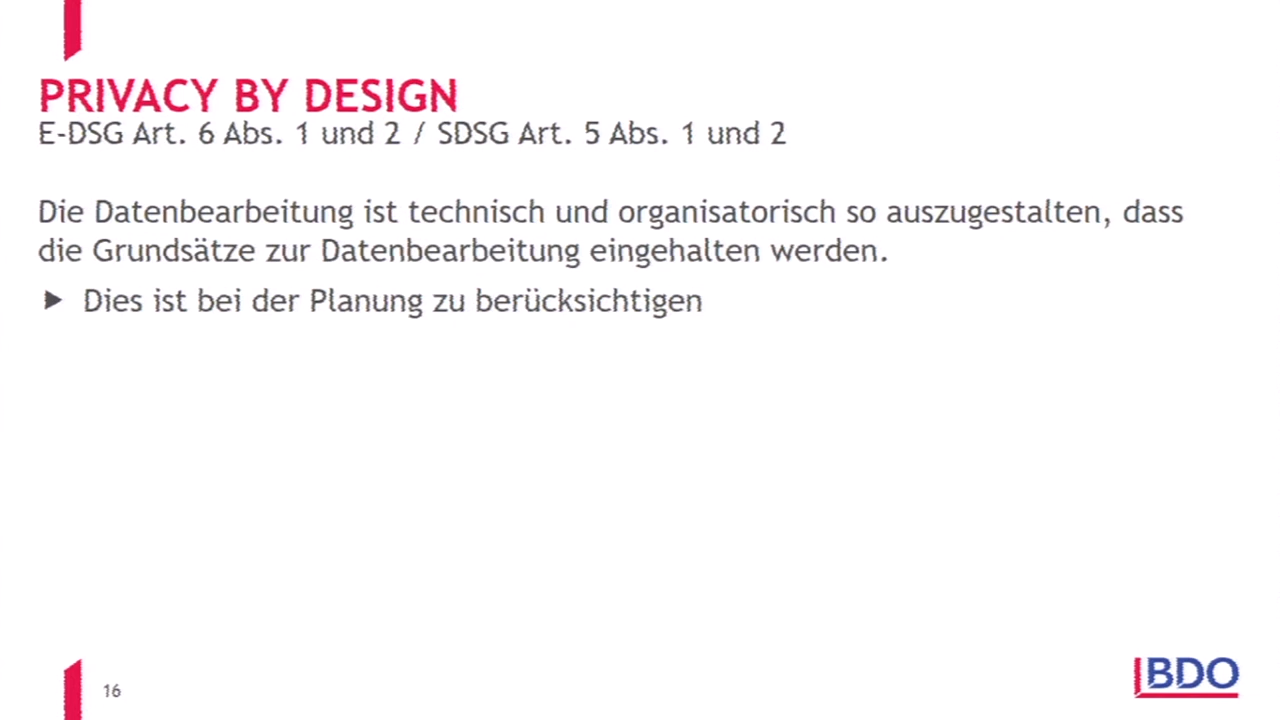 PRIVACY BY DESIGN
E-DSG Art. 6 Abs. 1 und 2 / SDSG Art. 5 Abs. 1 und 2
Die Datenbearbeitung ist technisch und organisatorisch so auszugestalten, dass
die Grundsätze zur Datenbearbeitung eingehalten werden.
▶ Dies ist bei der Planung zu berücksichtigen
16
BDO